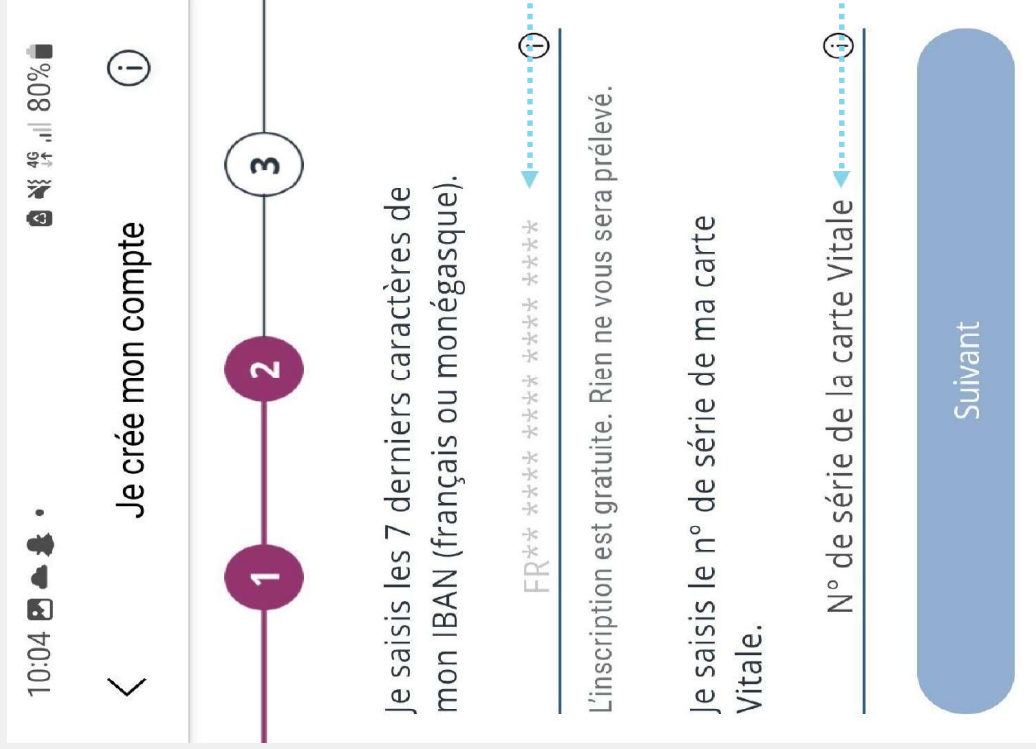 10:04
4G 80%
Je crée mon compte
1 2 3
Je saisis les 7 derniers caractères de
mon IBAN (français ou monégasque).
FR** **** **** **** **** ****
L'inscription est gratuite. Rien ne vous sera prélevé.
Je saisis le n° de série de ma carte
Vitale.
N° de série de la carte Vitale
Suivant